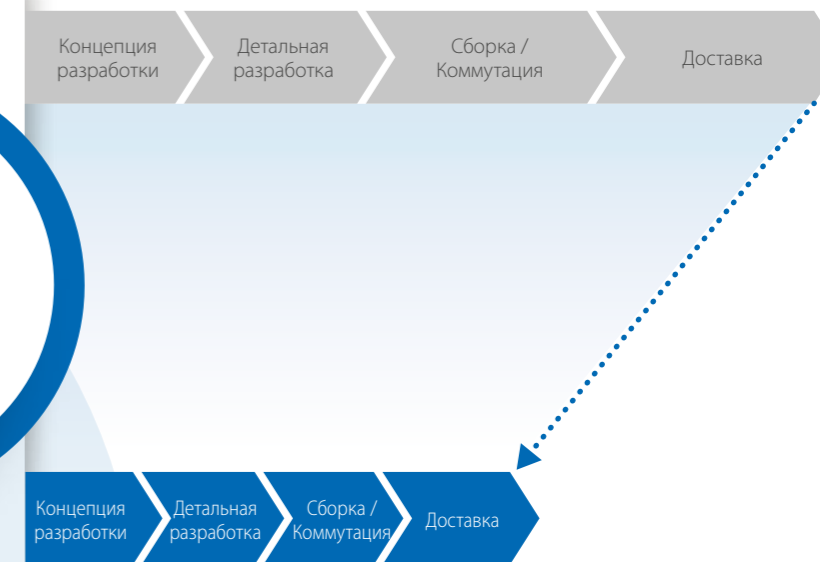 Концепция
разработки
Детальная
разработка
Сборка /
Коммутация
Доставка
Концепция
разработки
Детальная
разработка
Сборка /
Коммутация
Доставка